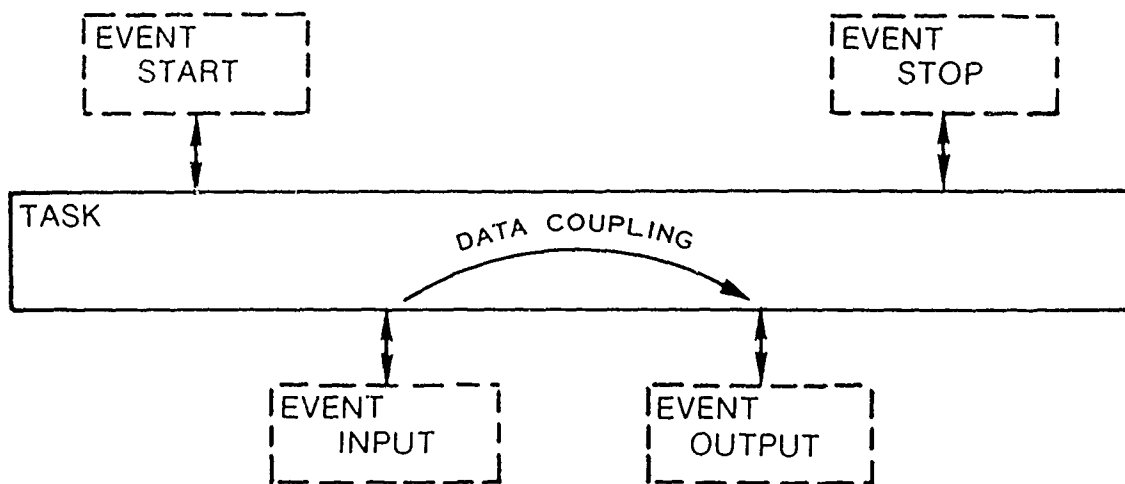 EVENT
START
EVENT
STOP
TASK
DATA COUPLING
EVENT
INPUT
EVENT
OUTPUT